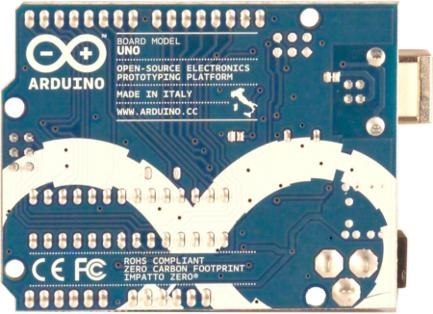 BOARD MODEL
UNO
ARDUINO
™
OPEN-SOURCE ELECTRONICS
PROTOTYPING PLATFORM
MADE IN ITALY
WWW.ARDUINO.CC
CE FC
ROHS COMPLIANT
ZERO CARBON FOOTPRINT
IMPATTO ZERO®